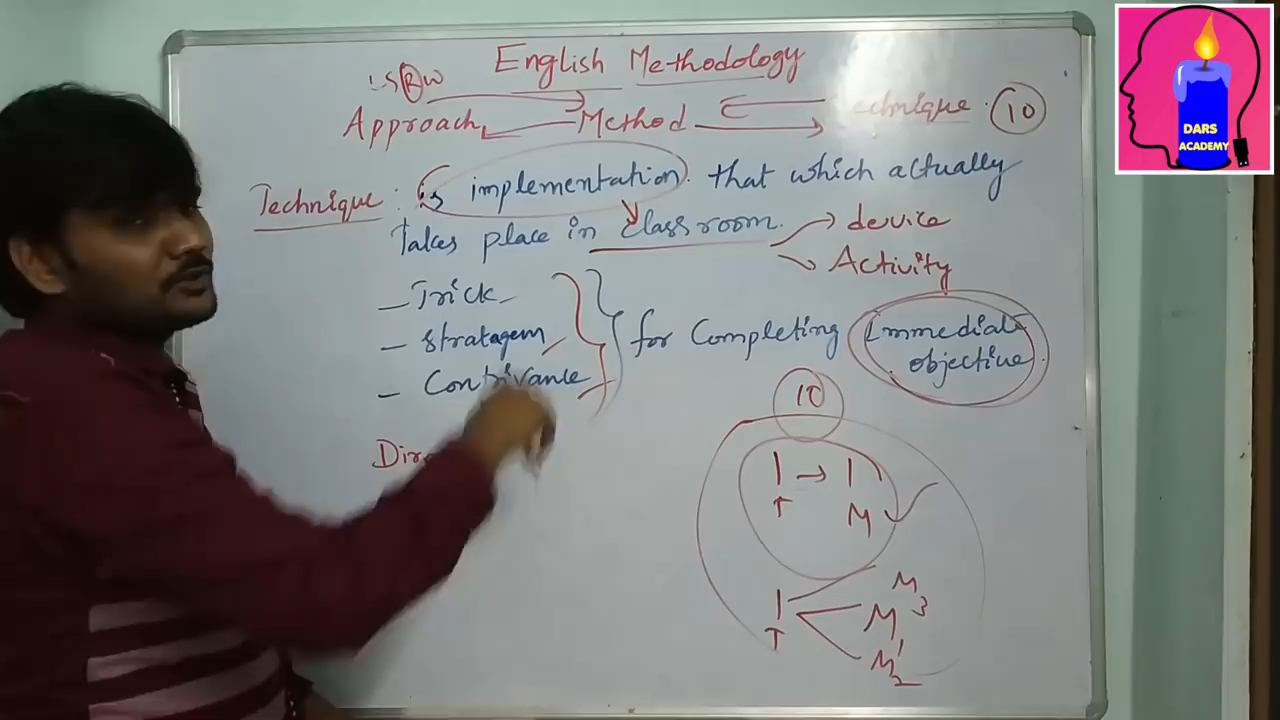 English Methodology
LSRW
Approach Method Technique. 10
Technique : is implementation. that which actually
Takes place in classroom. device
Activity
- Trick
- Stratagem
- Contrivance
for Completing Immediate
objective.
10
1 → 1
T M
1
T
M3
M1
M2
DARS
ACADEMY